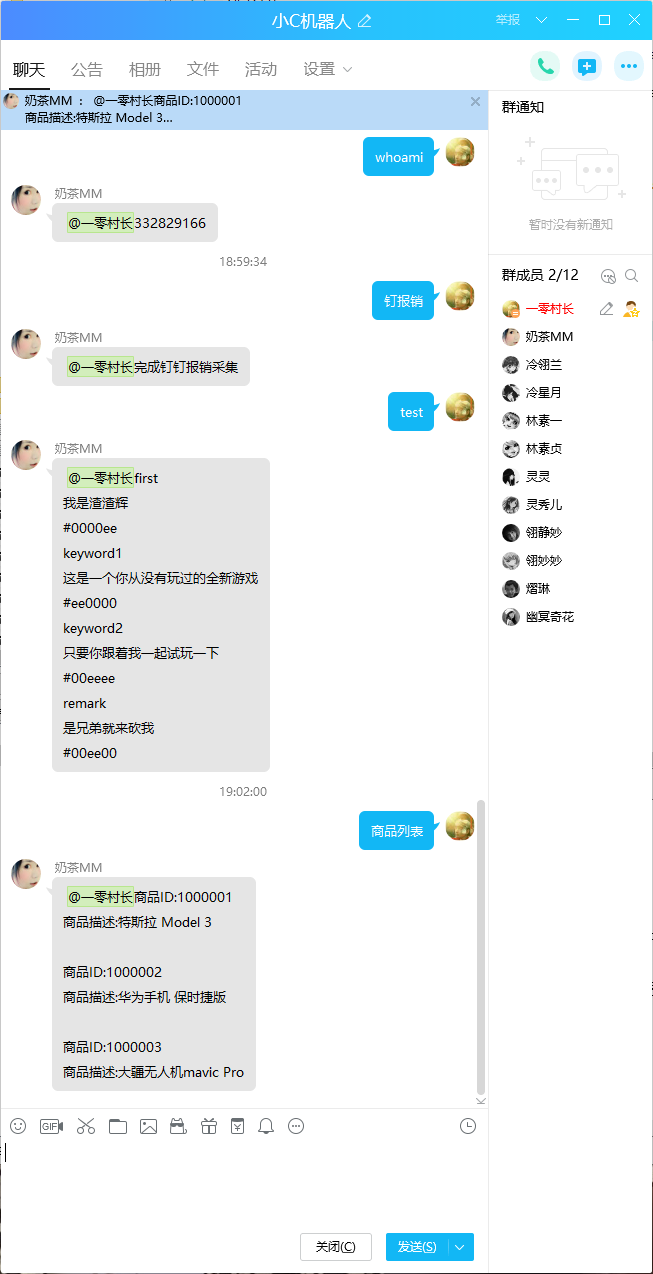 小C机器人
举报
聊天
公告
相册
文件
活动
设置
奶茶MM ： @一零村长商品ID:1000001
商品描述:特斯拉 Model 3...
whoami
奶茶MM
@一零村长332829166
18:59:34
钉报销
奶茶MM
@一零村长完成钉钉报销采集
test
奶茶MM
@一零村长first
我是渣渣辉
#0000ee
keyword1
这是一个你从没有玩过的全新游戏
#ee0000
keyword2
只要你跟着我一起试玩一下
#00eeee
remark
是兄弟就来砍我
#00ee00
19:02:00
商品列表
奶茶MM
@一零村长商品ID:1000001
商品描述:特斯拉 Model 3
商品ID:1000002
商品描述:华为手机 保时捷版
商品ID:1000003
商品描述:大疆无人机mavic Pro
GIF
关闭(C)
发送(S)
群通知
暂时没有新通知
群成员 2/12
一零村长
奶茶MM
冷翎兰
冷星月
林素一
林素贞
灵灵
灵秀儿
翎静妙
翎妙妙
熠琳
幽冥奇花